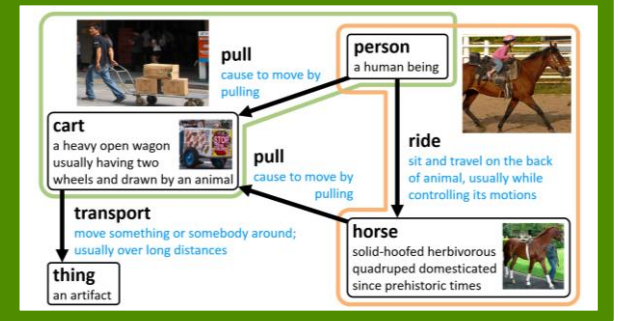 pull
cause to move by
pulling
person
a human being
cart
a heavy open wagon
usually having two
wheels and drawn by an animal
STOP
pull
cause to move by
pulling
ride
sit and travel on the back
of animal, usually while
controlling its motions
transport
move something or somebody around;
usually over long distances
horse
solid-hoofed herbivorous
quadruped domesticated
since prehistoric times
thing
an artifact